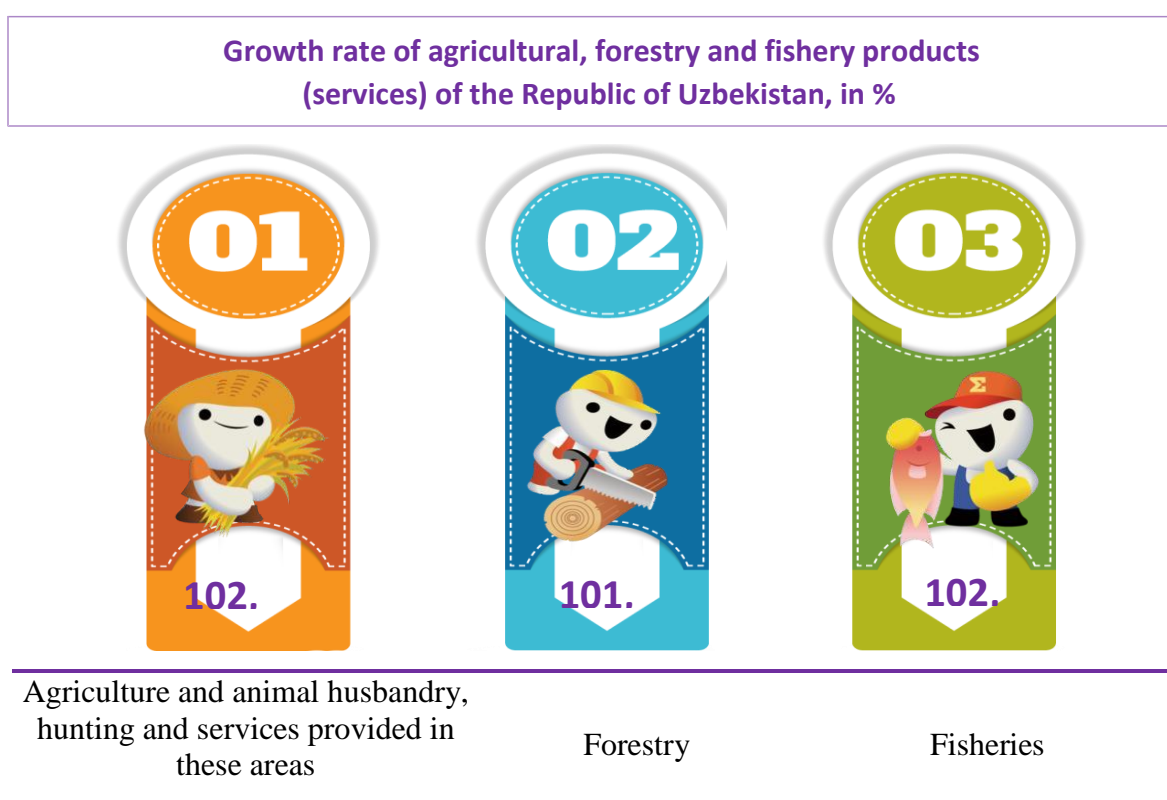 Growth rate of agricultural, forestry and fishery products
(services) of the Republic of Uzbekistan, in %
01
02
03
Σ
102.
101.
102.
Agriculture and animal husbandry,
hunting and services provided in
these areas
Forestry
Fisheries